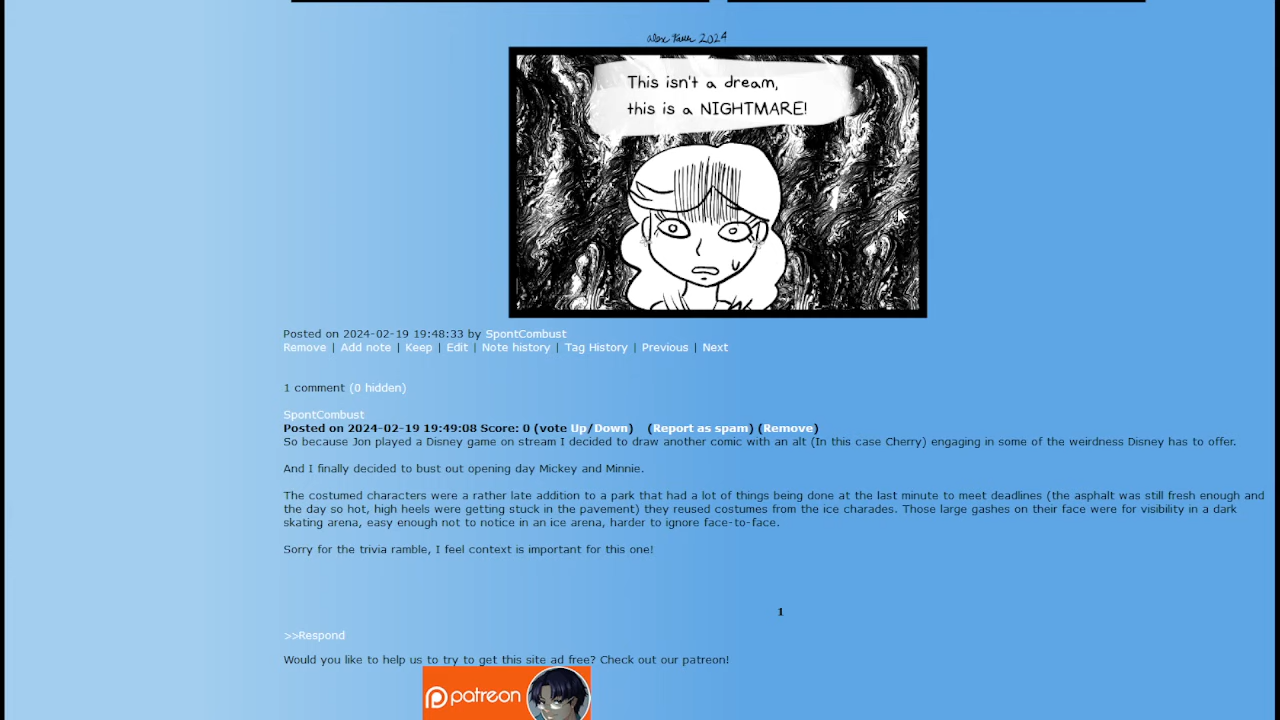 2024
This isn't a dream,
this is a NIGHTMARE!
Posted on 2024-02-19 19:48:33 by SpontCombust
Remove | Add note | Keep | Edit | Note history | Tag History | Previous | Next
1 comment (0 hidden)
SpontCombust
Posted on 2024-02-19 19:49:08 Score: 0 (vote Up/Down) (Report as spam) (Remove)
So because Jon played a Disney game on stream I decided to draw another comic with an alt (In this case Cherry) engaging in some of the weirdness Disney has to offer.
And I finally decided to bust out opening day Mickey and Minnie.
The costumed characters were a rather late addition to a park that had a lot of things being done at the last minute to meet deadlines (the asphalt was still fresh enough and
the day so hot, high heels were getting stuck in the pavement) they reused costumes from the ice charades. Those large gashes on their face were for visibility in a dark
skating arena, easy enough not to notice in an ice arena, harder to ignore face-to-face.
Sorry for the trivia ramble, I feel context is important for this one!
1
>>Respond
Would you like to help us to try to get this site ad free? Check out our patreon!
patreon